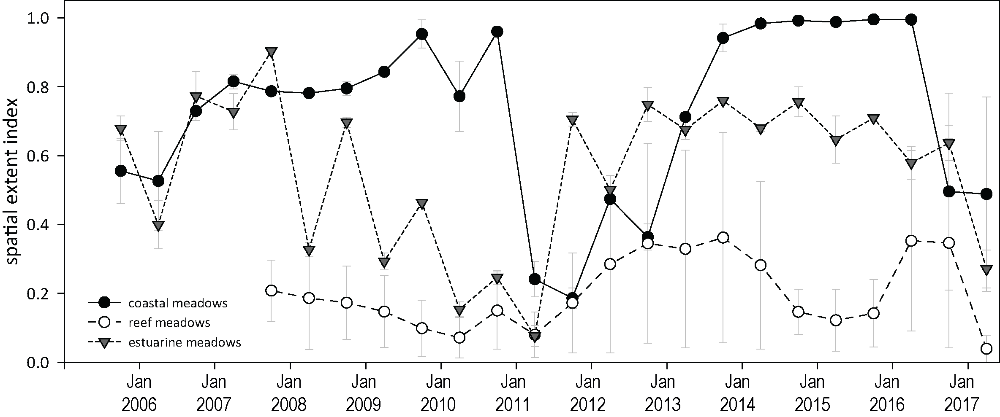 spatial extent index
1.0
0.8
0.6
0.4
0.2
0.0
coastal meadows
reef meadows
estuarine meadows
Jan Jan Jan Jan Jan Jan Jan Jan Jan Jan Jan Jan
2006 2007 2008 2009 2010 2011 2012 2013 2014 2015 2016 2017